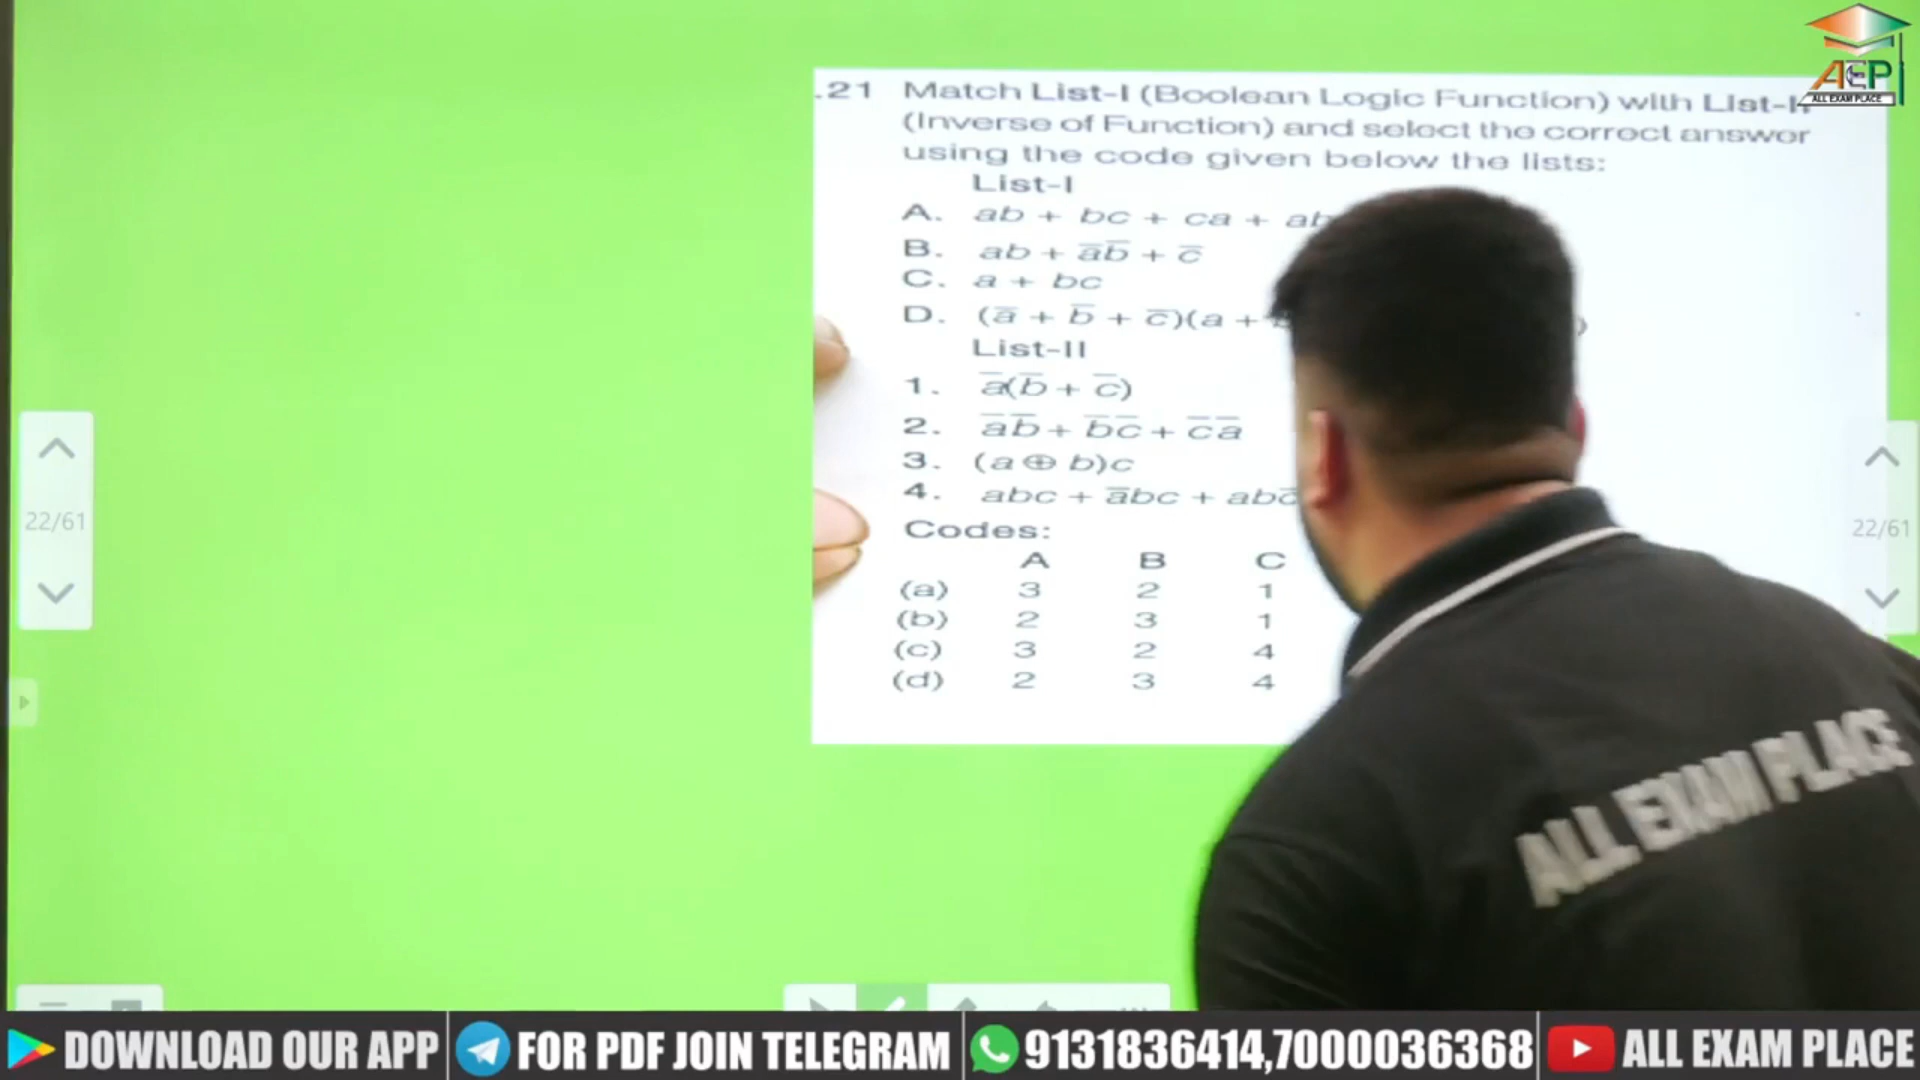 .21 Match List-I (Boolean Logic Function) with List-II
(Inverse of Function) and select the correct answer
using the code given below the lists:
List-I
A. ab + bc + ca + ab
B. ab + a̅b̅ + c̅
C. a + bc
D. (a̅ + b̅ + c̅)(a + )
List-II
1. a̅(b̅ + c̅)
2. a̅b̅ + b̅c̅ + c̅a̅
3. (a ⊕ b)c
4. abc + a̅bc + abc̅
Codes:
A B C
(a) 3 2 1
(b) 2 3 1
(c) 3 2 4
(d) 2 3 4
22/61
22/61
AEP
ALL EXAM PLACE
ALL EXAM PLACE
DOWNLOAD OUR APP FOR PDF JOIN TELEGRAM 9131836414,7000036368 ALL EXAM PLACE